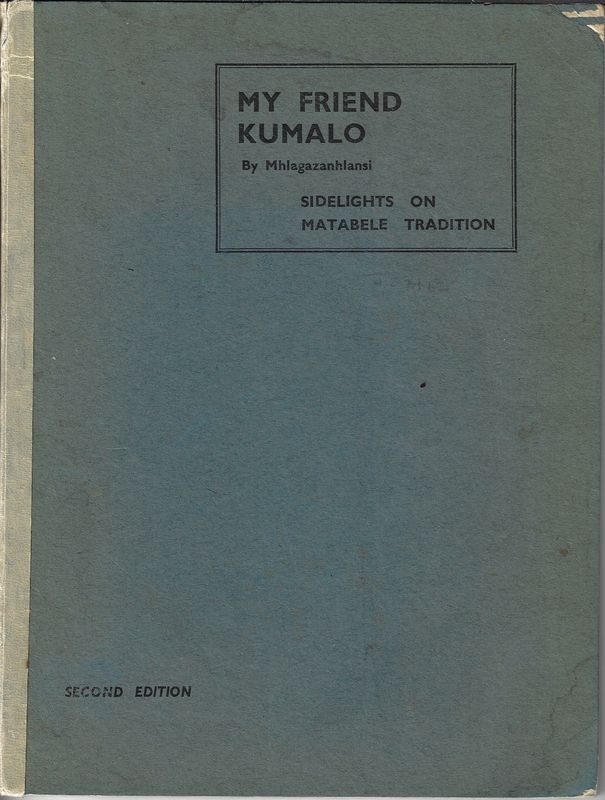 MY FRIEND
KUMALO
By Mhlagazanhlansi
SIDELIGHTS ON
MATABELE TRADITION
SECOND EDITION